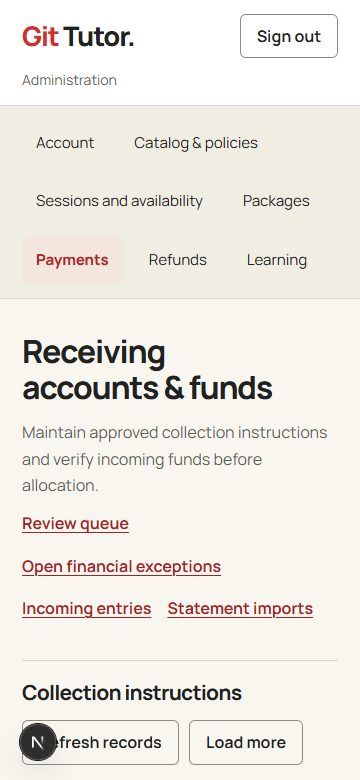 Git Tutor.
Sign out
Administration
Account
Catalog & policies
Sessions and availability
Packages
Payments
Refunds
Learning
Receiving
accounts & funds
Maintain approved collection instructions
and verify incoming funds before
allocation.
Review queue
Open financial exceptions
Incoming entries
Statement imports
Collection instructions
efresh records
Load more
N